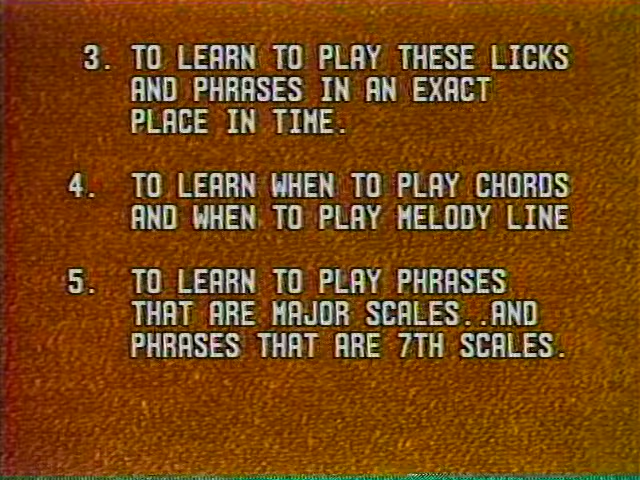 3. TO LEARN TO PLAY THESE LICKS
AND PHRASES IN AN EXACT
PLACE IN TIME.
4. TO LEARN WHEN TO PLAY CHORDS
AND WHEN TO PLAY MELODY LINE
5. TO LEARN TO PLAY PHRASES
THAT ARE MAJOR SCALES..AND
PHRASES THAT ARE 7TH SCALES.